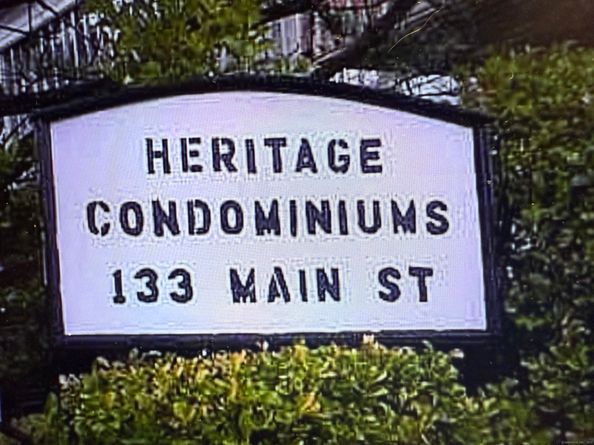 HERITAGE
CONDOMINIUMS
133 MAIN ST